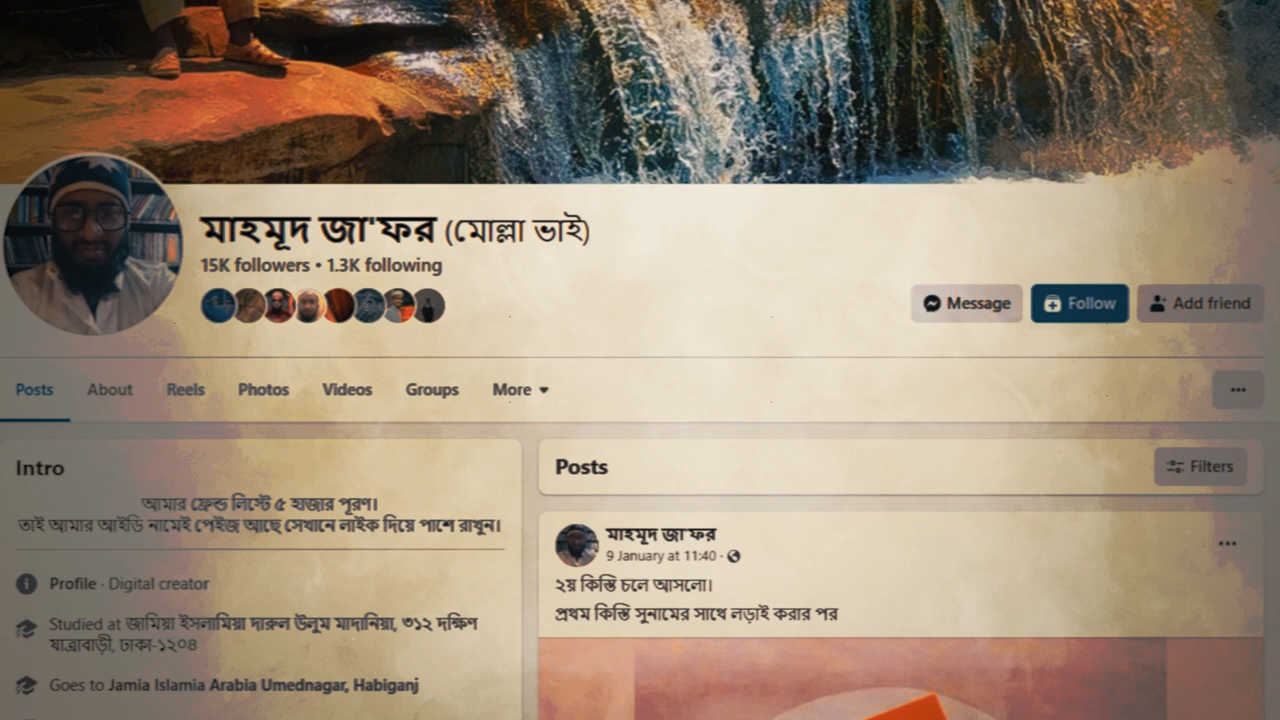 মাহমূদ জা'ফর (মোল্লা ভাই)
15K followers • 1.3K following
Message
Follow
Add friend
Posts
About
Reels
Photos
Videos
Groups
More
Intro
আমার ফ্রেন্ড লিস্টে ৫ হাজার পূরণ।
তাই আমার আইডি নামেই পেইজ আছে সেখানে লাইক দিয়ে পাশে রাখুন।
Profile · Digital creator
Studied at জামিয়া ইসলামিয়া দারুল উলুম মাদানিয়া, ৩১২ দক্ষিণ
যাত্রাবাড়ী, ঢাকা-১২০৪
Goes to Jamia Islamia Arabia Umednagar, Habiganj
Posts
Filters
মাহমূদ জা'ফর
9 January at 11:40 ·
২য় কিস্তি চলে আসলো।
প্রথম কিস্তি সুনামের সাথে লড়াই করার পর